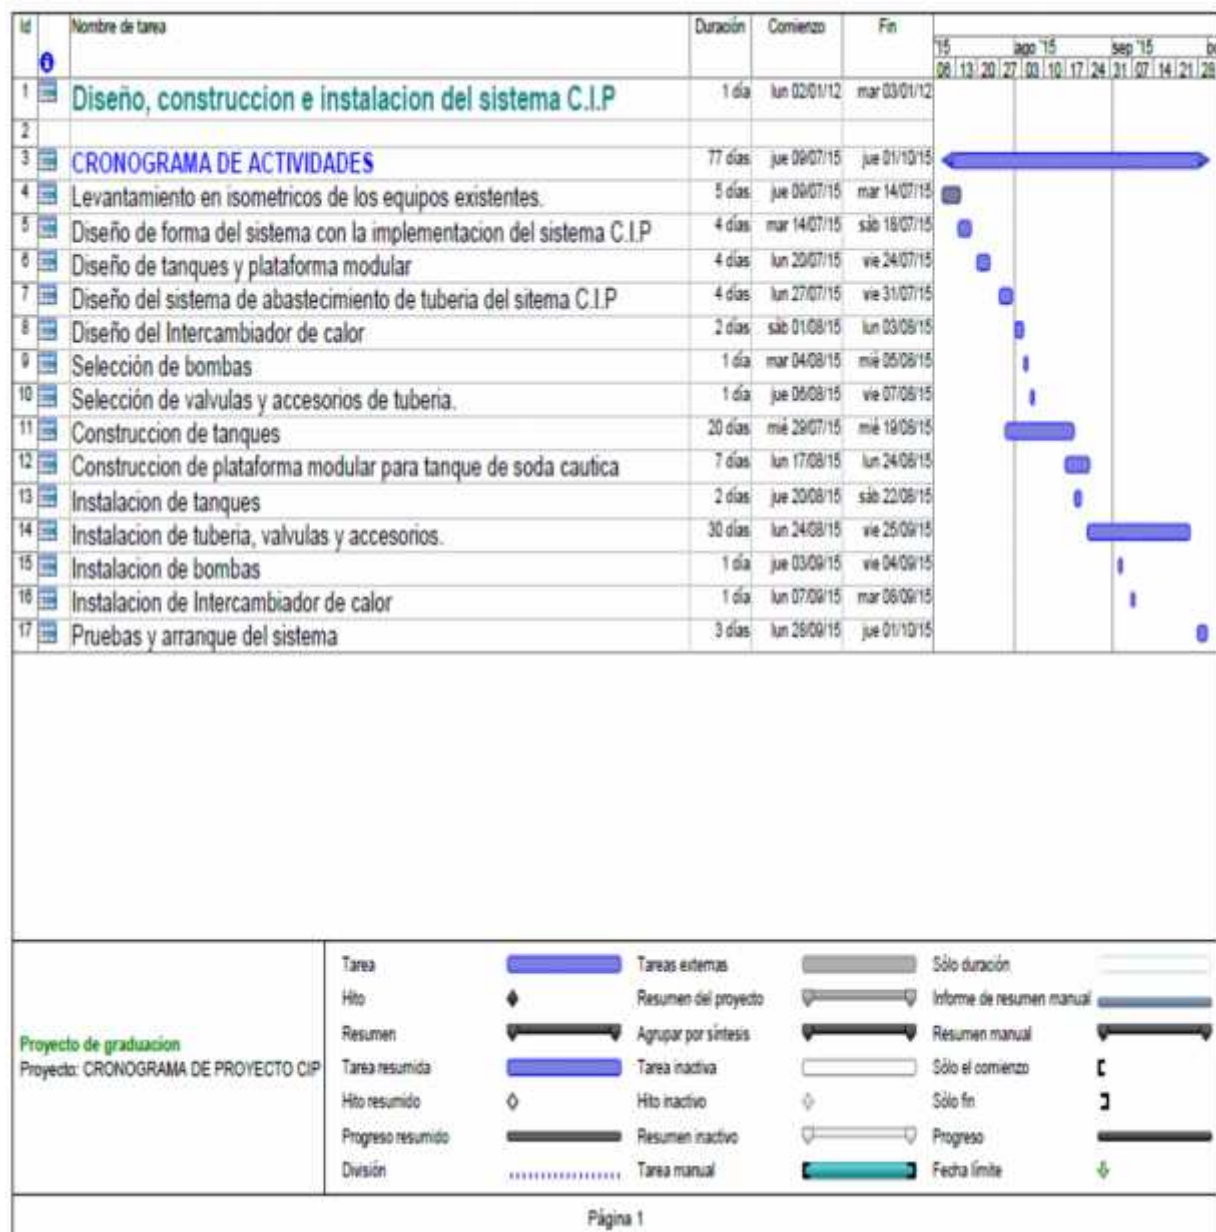 Id Nombre de tarea Duración Comienzo Fin
'15 ago '15 sep '15
06 13 20 27 03 10 17 24 31 07 14 21 28
1 Diseño, construccion e instalacion del sistema C.I.P 1 día lun 02/01/12 mar 03/01/12
2
3 CRONOGRAMA DE ACTIVIDADES 77 días jue 09/07/15 jue 01/10/15
4 Levantamiento en isometricos de los equipos existentes. 5 días jue 09/07/15 mar 14/07/15
5 Diseño de forma del sistema con la implementacion del sistema C.I.P 4 días mar 14/07/15 sáb 18/07/15
6 Diseño de tanques y plataforma modular 4 días lun 20/07/15 vie 24/07/15
7 Diseño del sistema de abastecimiento de tuberia del sitema C.I.P 4 días lun 27/07/15 vie 31/07/15
8 Diseño del Intercambiador de calor 2 días sáb 01/08/15 lun 03/08/15
9 Selección de bombas 1 día mar 04/08/15 mié 05/08/15
10 Selección de valvulas y accesorios de tuberia. 1 día jue 06/08/15 vie 07/08/15
11 Construccion de tanques 20 días mié 29/07/15 mié 19/08/15
12 Construccion de plataforma modular para tanque de soda cautica 7 días lun 17/08/15 lun 24/08/15
13 Instalacion de tanques 2 días jue 20/08/15 sáb 22/08/15
14 Instalacion de tuberia, valvulas y accesorios. 30 días lun 24/08/15 vie 25/09/15
15 Instalacion de bombas 1 día jue 03/09/15 vie 04/09/15
16 Instalacion de Intercambiador de calor 1 día lun 07/09/15 mar 08/09/15
17 Pruebas y arranque del sistema 3 días lun 28/09/15 jue 01/10/15
Proyecto de graduacion
Proyecto: CRONOGRAMA DE PROYECTO CIP
Tarea Tareas externas Sólo duración
Hito Resumen del proyecto Informe de resumen manual
Resumen Agrupar por síntesis Resumen manual
Tarea resumida Tarea inactiva Sólo el comienzo
Hito resumido Hito inactivo Sólo fin
Progreso resumido Resumen inactivo Progreso
División Tarea manual Fecha límite
Página 1